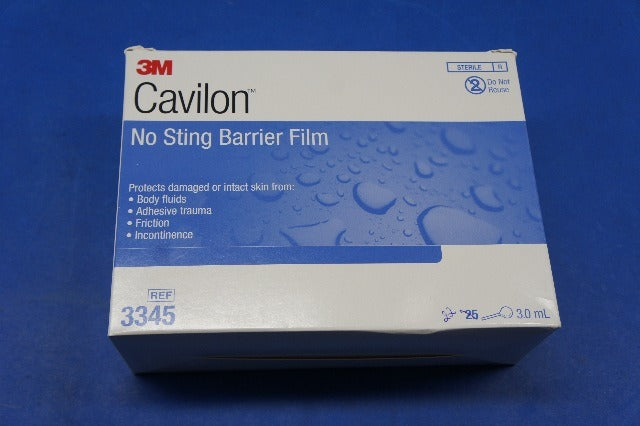 3M
Cavilon™
STERILE R
Do Not
Reuse
No Sting Barrier Film
Protects damaged or intact skin from:
• Body fluids
• Adhesive trauma
• Friction
• Incontinence
REF
3345
25
3.0 mL